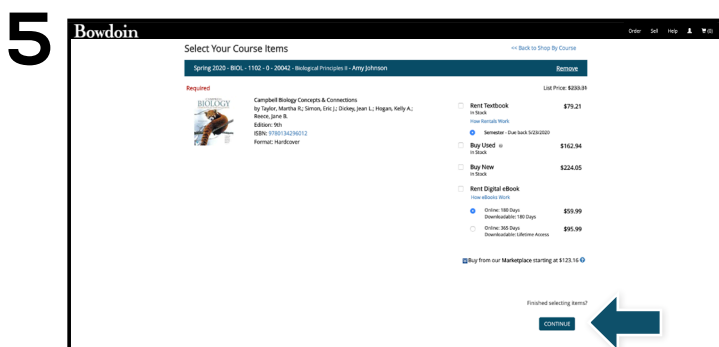 5
Bowdoin
Order Sell Help (0)
Select Your Course Items
<< Back to Shop By Course
Spring 2020 - BIOL - 1102 - 0 - 20042 - Biological Principles II - Amy Johnson
Remove
Required
List Price: $233.31
CAMPBELL
BIOLOGY
Campbell Biology Concepts & Connections
by Taylor, Martha R.; Simon, Eric J.; Dickey, Jean L.; Hogan, Kelly A.;
Reece, Jane B.
Edition: 9th
ISBN: 9780134296012
Format: Hardcover
Rent Textbook $79.21
In Stock
How Rentals Work
Semester - Due back 5/23/2020
Buy Used $162.94
In Stock
Buy New $224.05
In Stock
Rent Digital eBook
How eBooks Work
Online: 180 Days $59.99
Downloadable: 180 Days
Online: 365 Days $95.99
Downloadable: Lifetime Access
Buy from our Marketplace starting at $123.16 ?
Finished selecting items?
CONTINUE